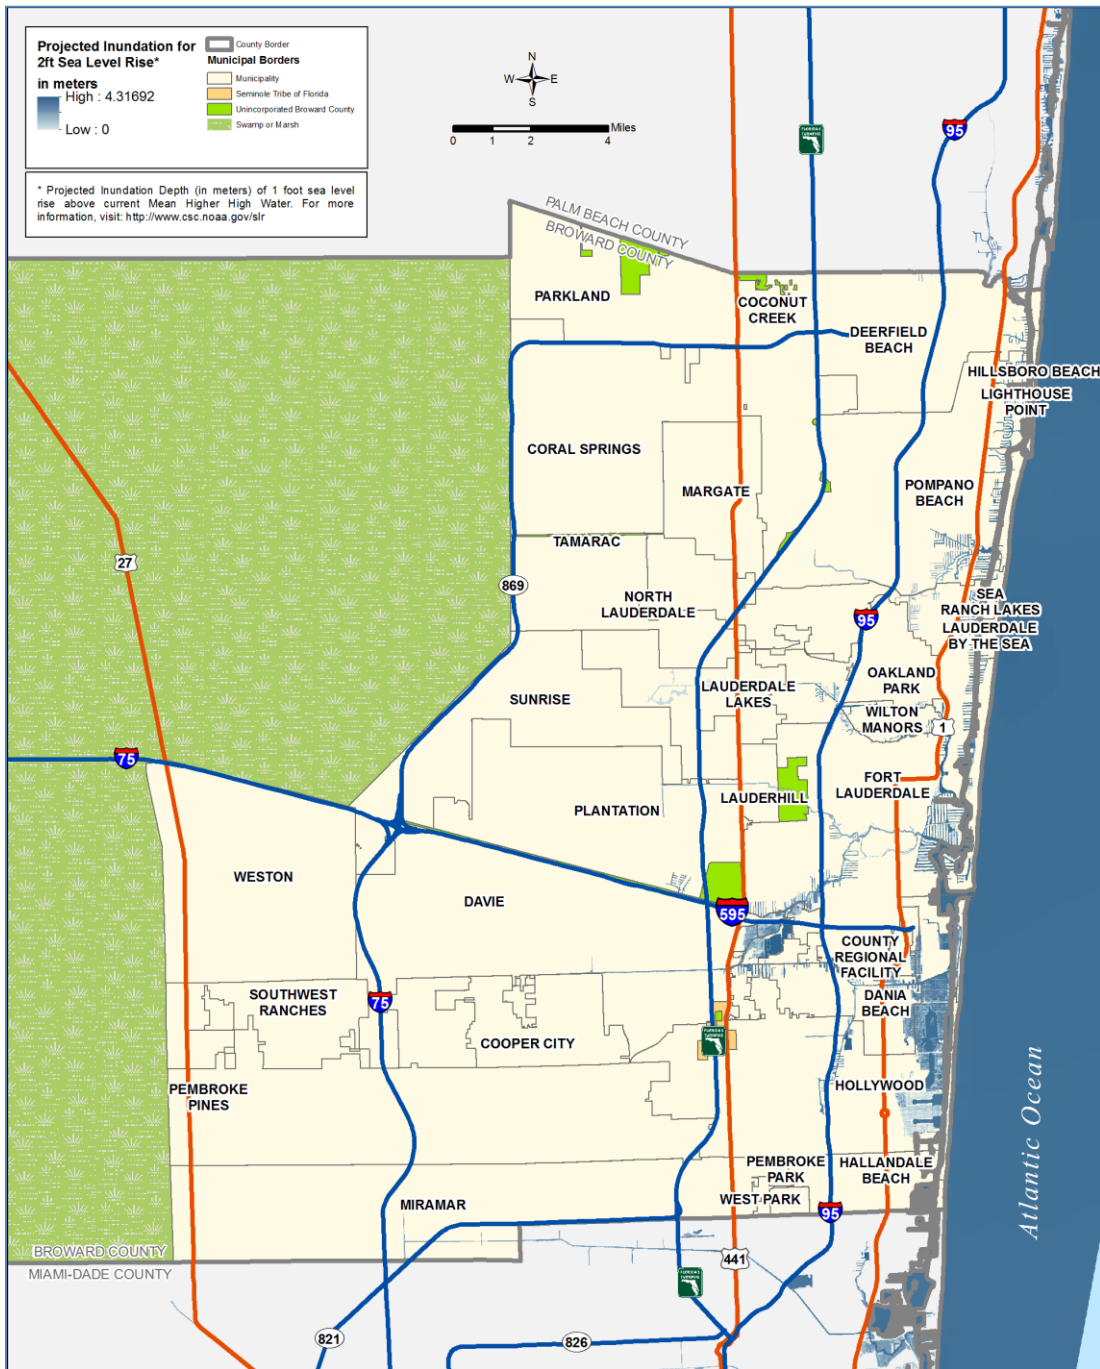 Projected Inundation for
2ft Sea Level Rise*
in meters
High : 4.31692
Low : 0
County Border
Municipal Borders
Municipality
Seminole Tribe of Florida
Unincorporated Broward County
Swamp or Marsh
* Projected Inundation Depth (in meters) of 1 foot sea level
rise above current Mean Higher High Water. For more
information, visit: http://www.csc.noaa.gov/slr
N
W E
S
Miles
0 1 2 4
FLORIDA'S
TURNPIKE
95
PALM BEACH COUNTY
BROWARD COUNTY
PARKLAND
COCONUT
CREEK
DEERFIELD
BEACH
HILLSBORO BEACH
LIGHTHOUSE
POINT
CORAL SPRINGS
MARGATE
POMPANO
BEACH
TAMARAC
27
869
NORTH
LAUDERDALE
95
SEA
RANCH LAKES
LAUDERDALE
BY THE SEA
OAKLAND
PARK
SUNRISE
LAUDERDALE
LAKES
WILTON
MANORS
1
75
FORT
LAUDERDALE
PLANTATION
LAUDERHILL
WESTON
DAVIE
595
COUNTY
REGIONAL
FACILITY
SOUTHWEST
RANCHES
75
DANIA
BEACH
COOPER CITY
FLORIDA'S
TURNPIKE
HOLLYWOOD
PEMBROKE
PINES
Atlantic Ocean
PEMBROKE
PARK
HALLANDALE
BEACH
WEST PARK
MIRAMAR
95
BROWARD COUNTY
MIAMI-DADE COUNTY
441
FLORIDA'S
TURNPIKE
821
826